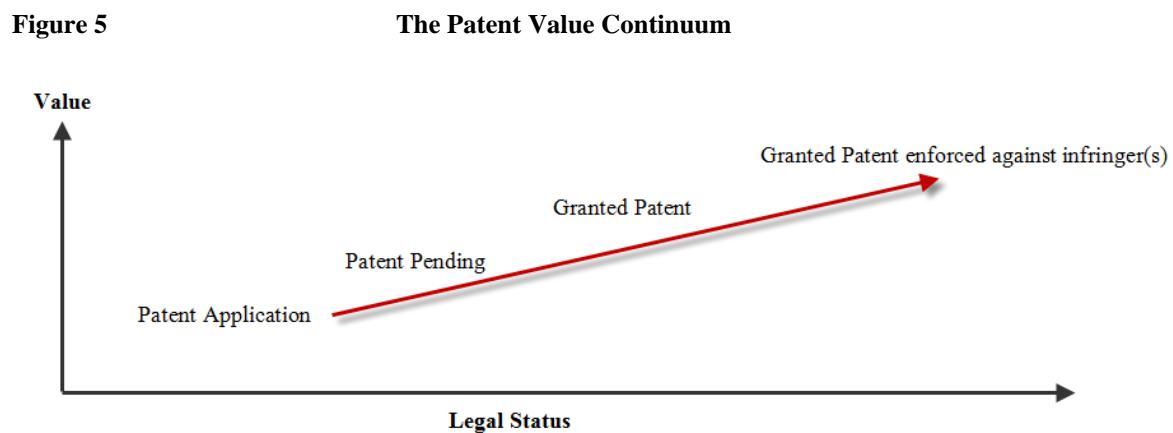 Figure 5 The Patent Value Continuum
Value
Granted Patent enforced against infringer(s)
Granted Patent
Patent Pending
Patent Application
Legal Status